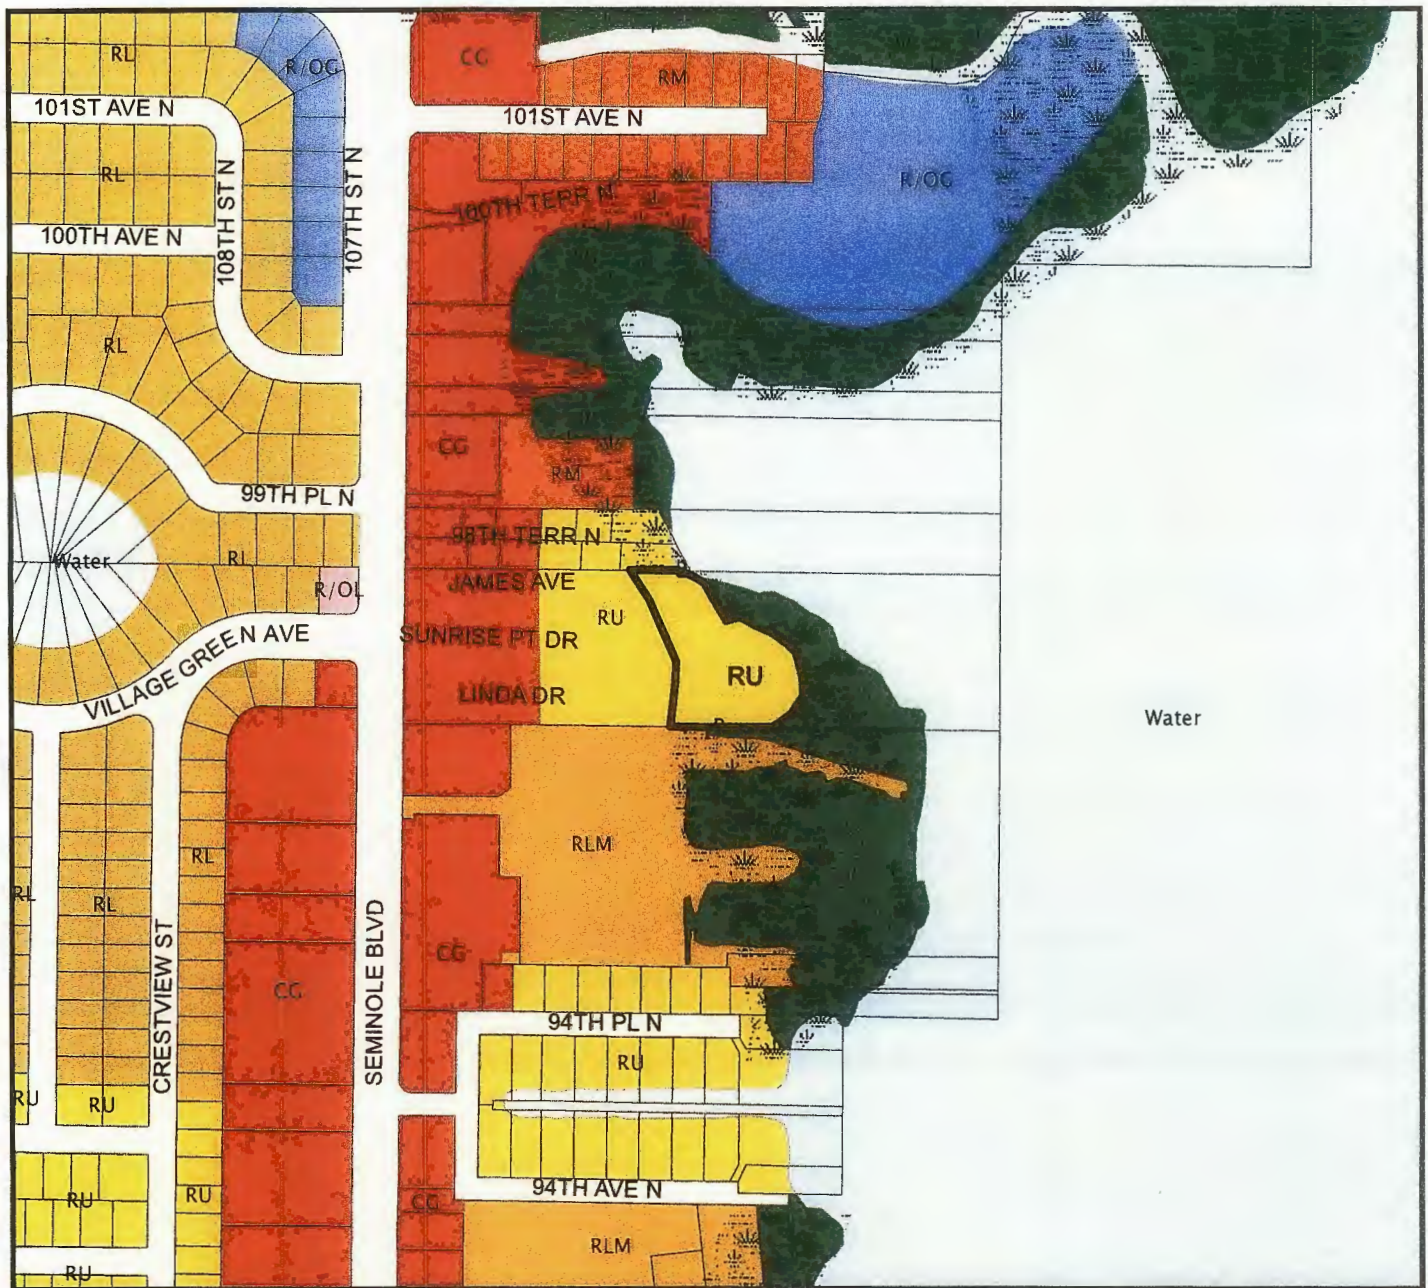 RL
R/OG
CG
RM
101ST AVE N
101ST AVE N
RL
R/OG
108TH ST N
107TH ST N
100TH TERR N
100TH AVE N
RL
CG
RM
99TH PL N
98TH TERR N
Water
RL
R/OL
JAMES AVE
RU
VILLAGE GREEN AVE
SUNRISE PT DR
RU
LINDA DR
Water
RLM
RL
RL
RL
CRESTVIEW ST
SEMINOLE BLVD
CG
CG
94TH PL N
RU
RU
RU
RU
RU
94TH AVE N
CG
RLM
RU